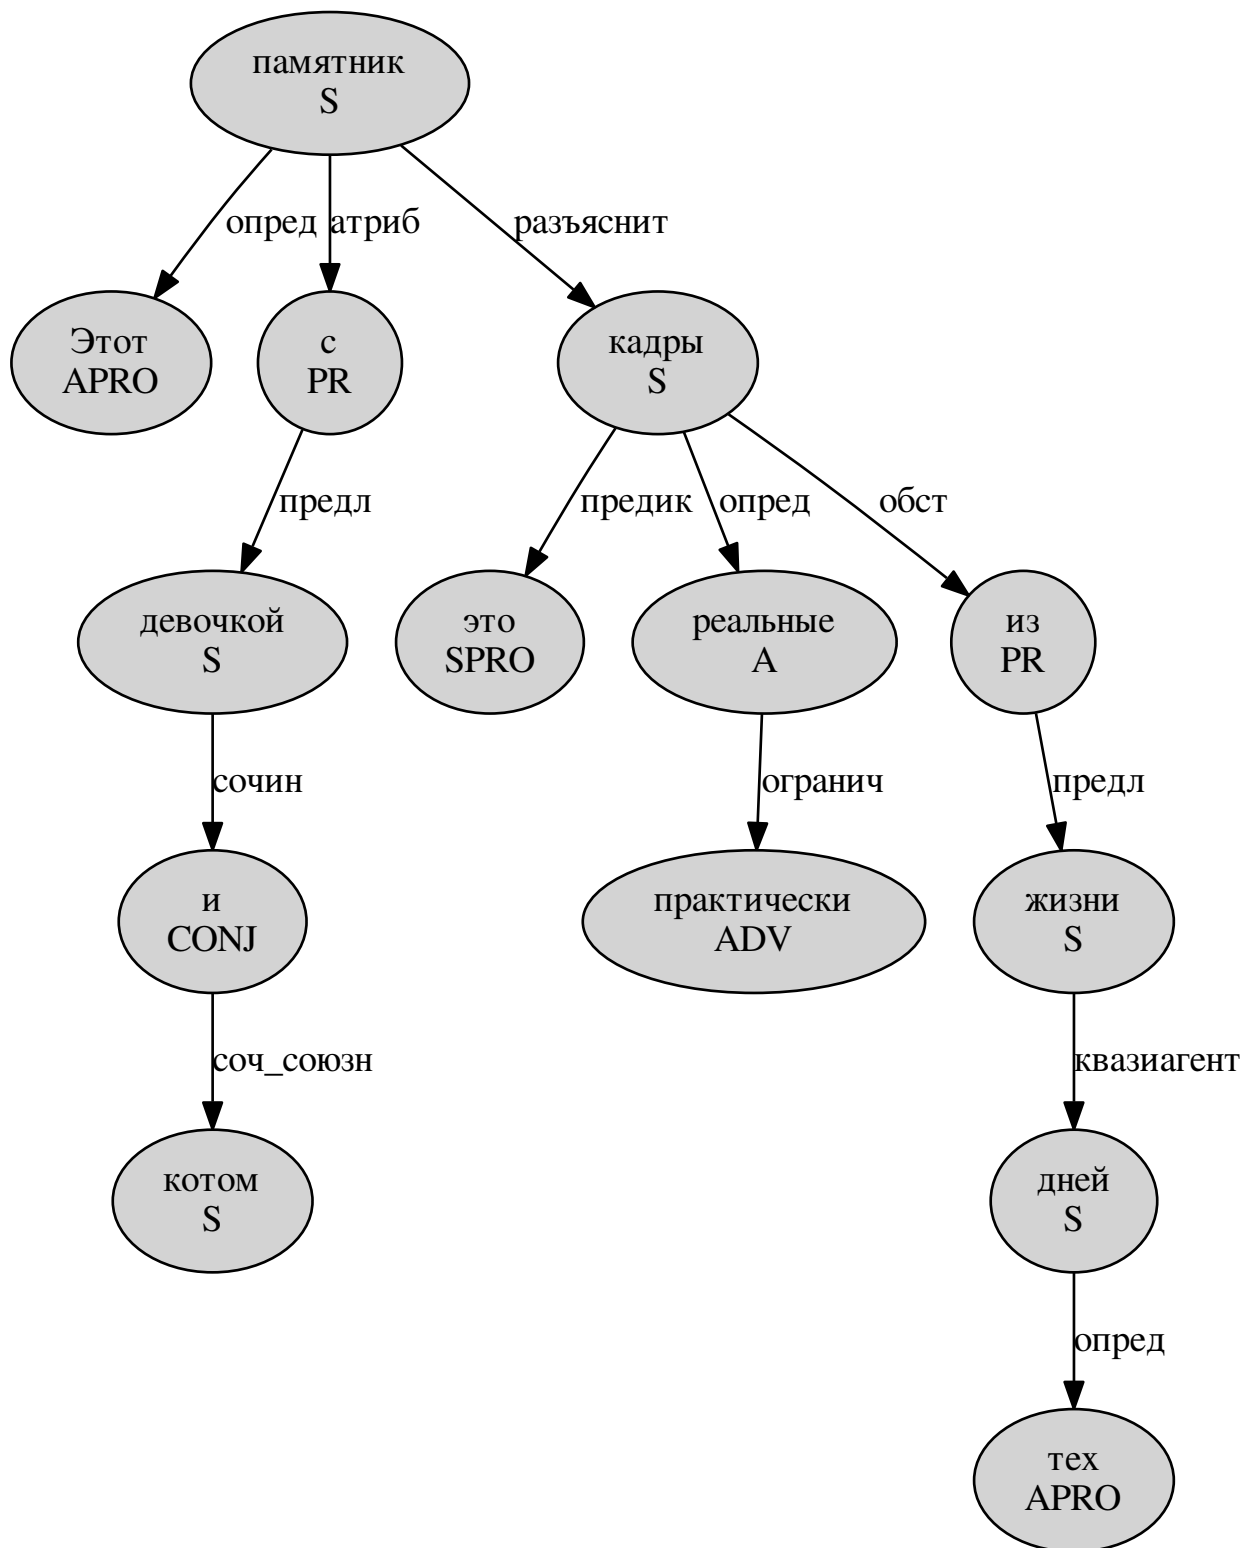 памятник
S
опред
атриб
разъяснит
Этот
APRO
с
PR
кадры
S
предл
предик
опред
обст
девочкой
S
это
SPRO
реальные
A
из
PR
сочин
огранич
предл
и
CONJ
практически
ADV
жизни
S
соч_союзн
квазиагент
котом
S
дней
S
опред
тех
APRO